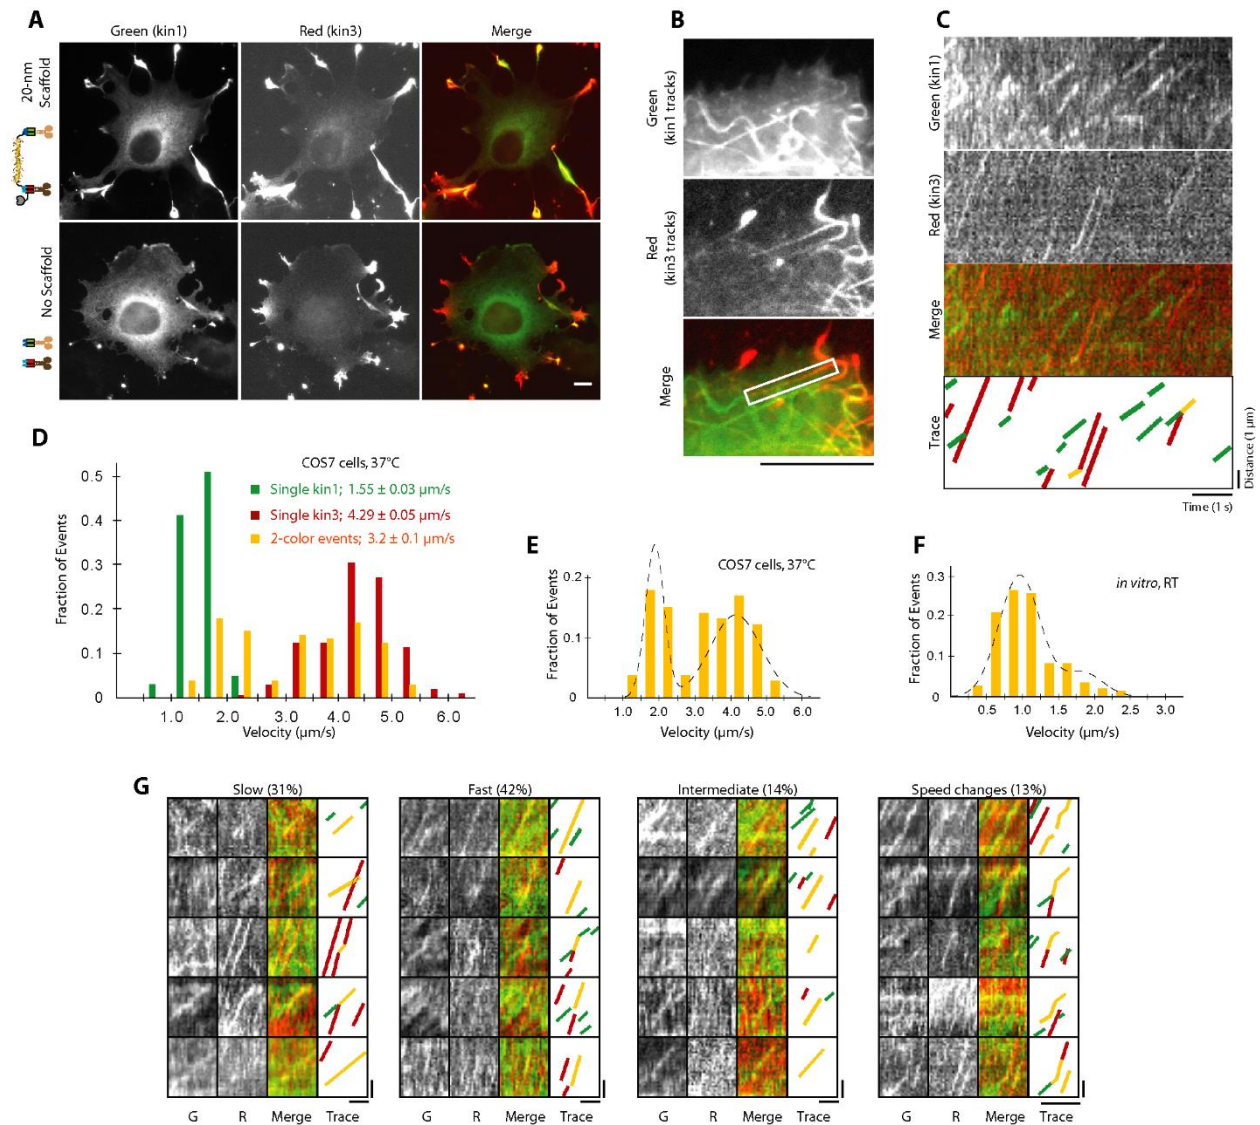 A
Green (kin1)
Red (kin3)
Merge
20-nm
Scaffold
No Scaffold
B
Green
(kin1 tracks)
Red
(kin3 tracks)
Merge
C
Green (kin1)
Red (kin3)
Merge
Trace
Distance (1 µm)
Time (1 s)
D
COS7 cells, 37°C
Single kin1; 1.55 ± 0.03 µm/s
Single kin3; 4.29 ± 0.05 µm/s
2-color events; 3.2 ± 0.1 µm/s
Fraction of Events
0.5
0.4
0.3
0.2
0.1
0
1.0 2.0 3.0 4.0 5.0 6.0
Velocity (µm/s)
E
COS7 cells, 37°C
Fraction of Events
0.2
0.1
0
1.0 2.0 3.0 4.0 5.0 6.0
Velocity (µm/s)
F
in vitro, RT
Fraction of Events
0.3
0.2
0.1
0
0.5 1.0 1.5 2.0 2.5 3.0
Velocity (µm/s)
G
Slow (31%)
Fast (42%)
Intermediate (14%)
Speed changes (13%)
G R Merge Trace
G R Merge Trace
G R Merge Trace
G R Merge Trace